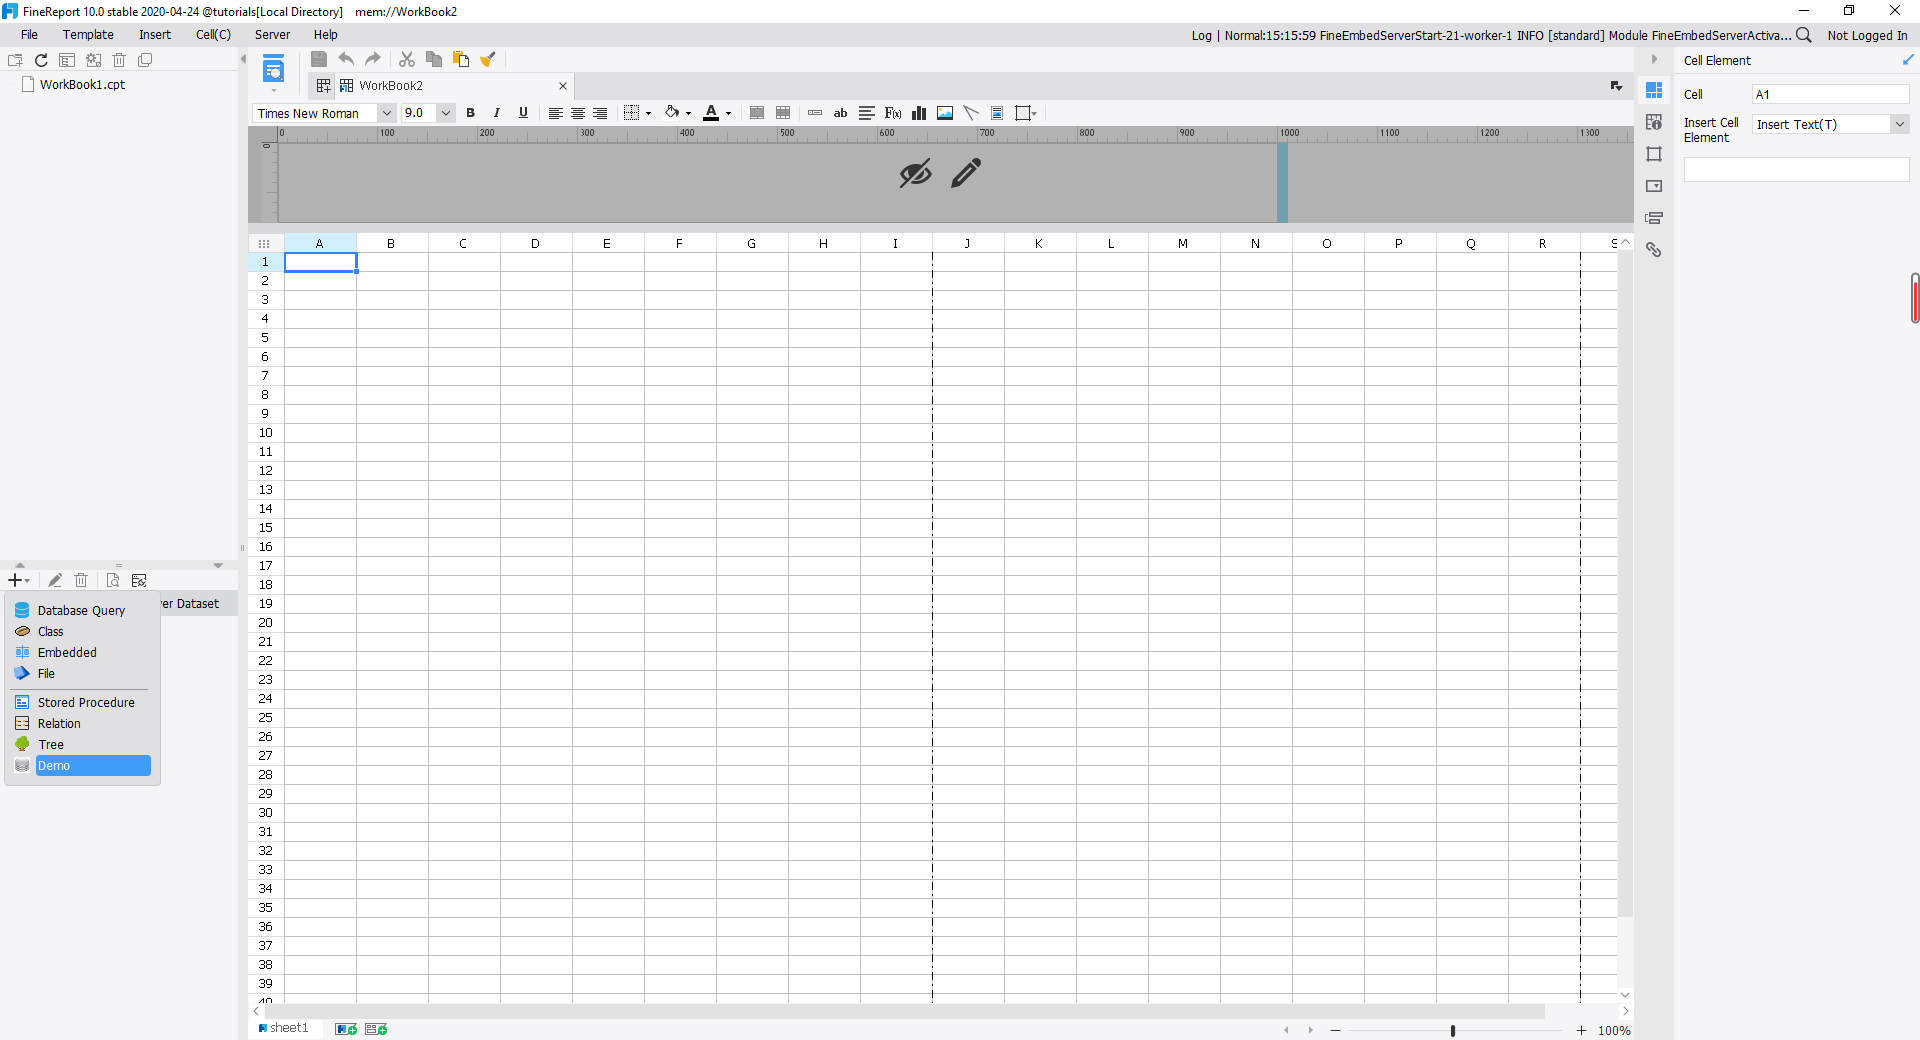 FineReport 10.0 stable 2020-04-24 @tutorials[Local Directory]    mem://WorkBook2
File Template Insert Cell(C) Server Help
Log | Normal:15:15:59 FineEmbedServerStart-21-worker-1 INFO [standard] Module FineEmbedServerActiva... Not Logged In
WorkBook1.cpt
WorkBook2
Times New Roman 9.0 B I U A ab F(x)
0 100 200 300 400 500 600 700 800 900 1000 1100 1200 1300
0
A B C D E F G H I J K L M N O P Q R S
1
2
3
4
5
6
7
8
9
10
11
12
13
14
15
16
17
18
19
20
21
22
23
24
25
26
27
28
29
30
31
32
33
34
35
36
37
38
39
40
er Dataset
Database Query
Class
Embedded
File
Stored Procedure
Relation
Tree
Demo
sheet1
100%
Cell Element
Cell A1
Insert Cell Element
Insert Text(T)